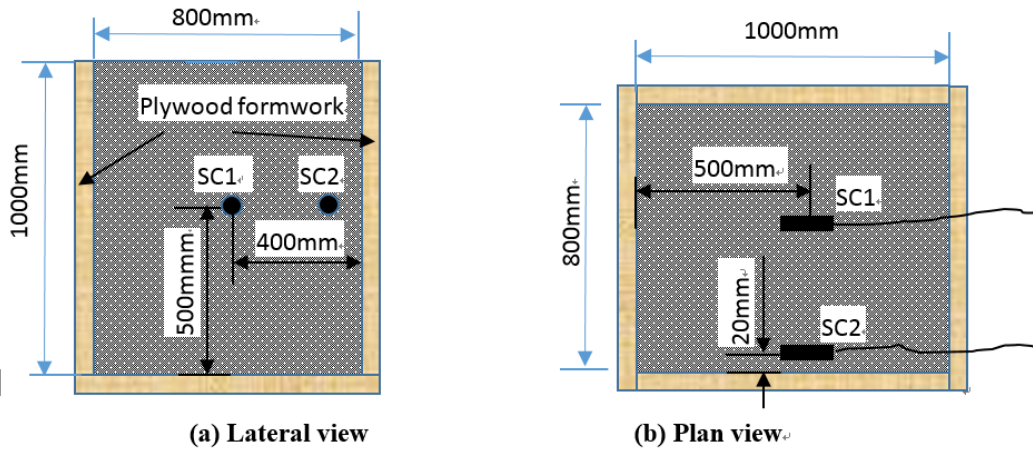 800mm
Plywood formwork
SC1
SC2
1000mm
400mm
500mmm
(a) Lateral view
1000mm
500mm
SC1
800mm
20mm
SC2
(b) Plan view